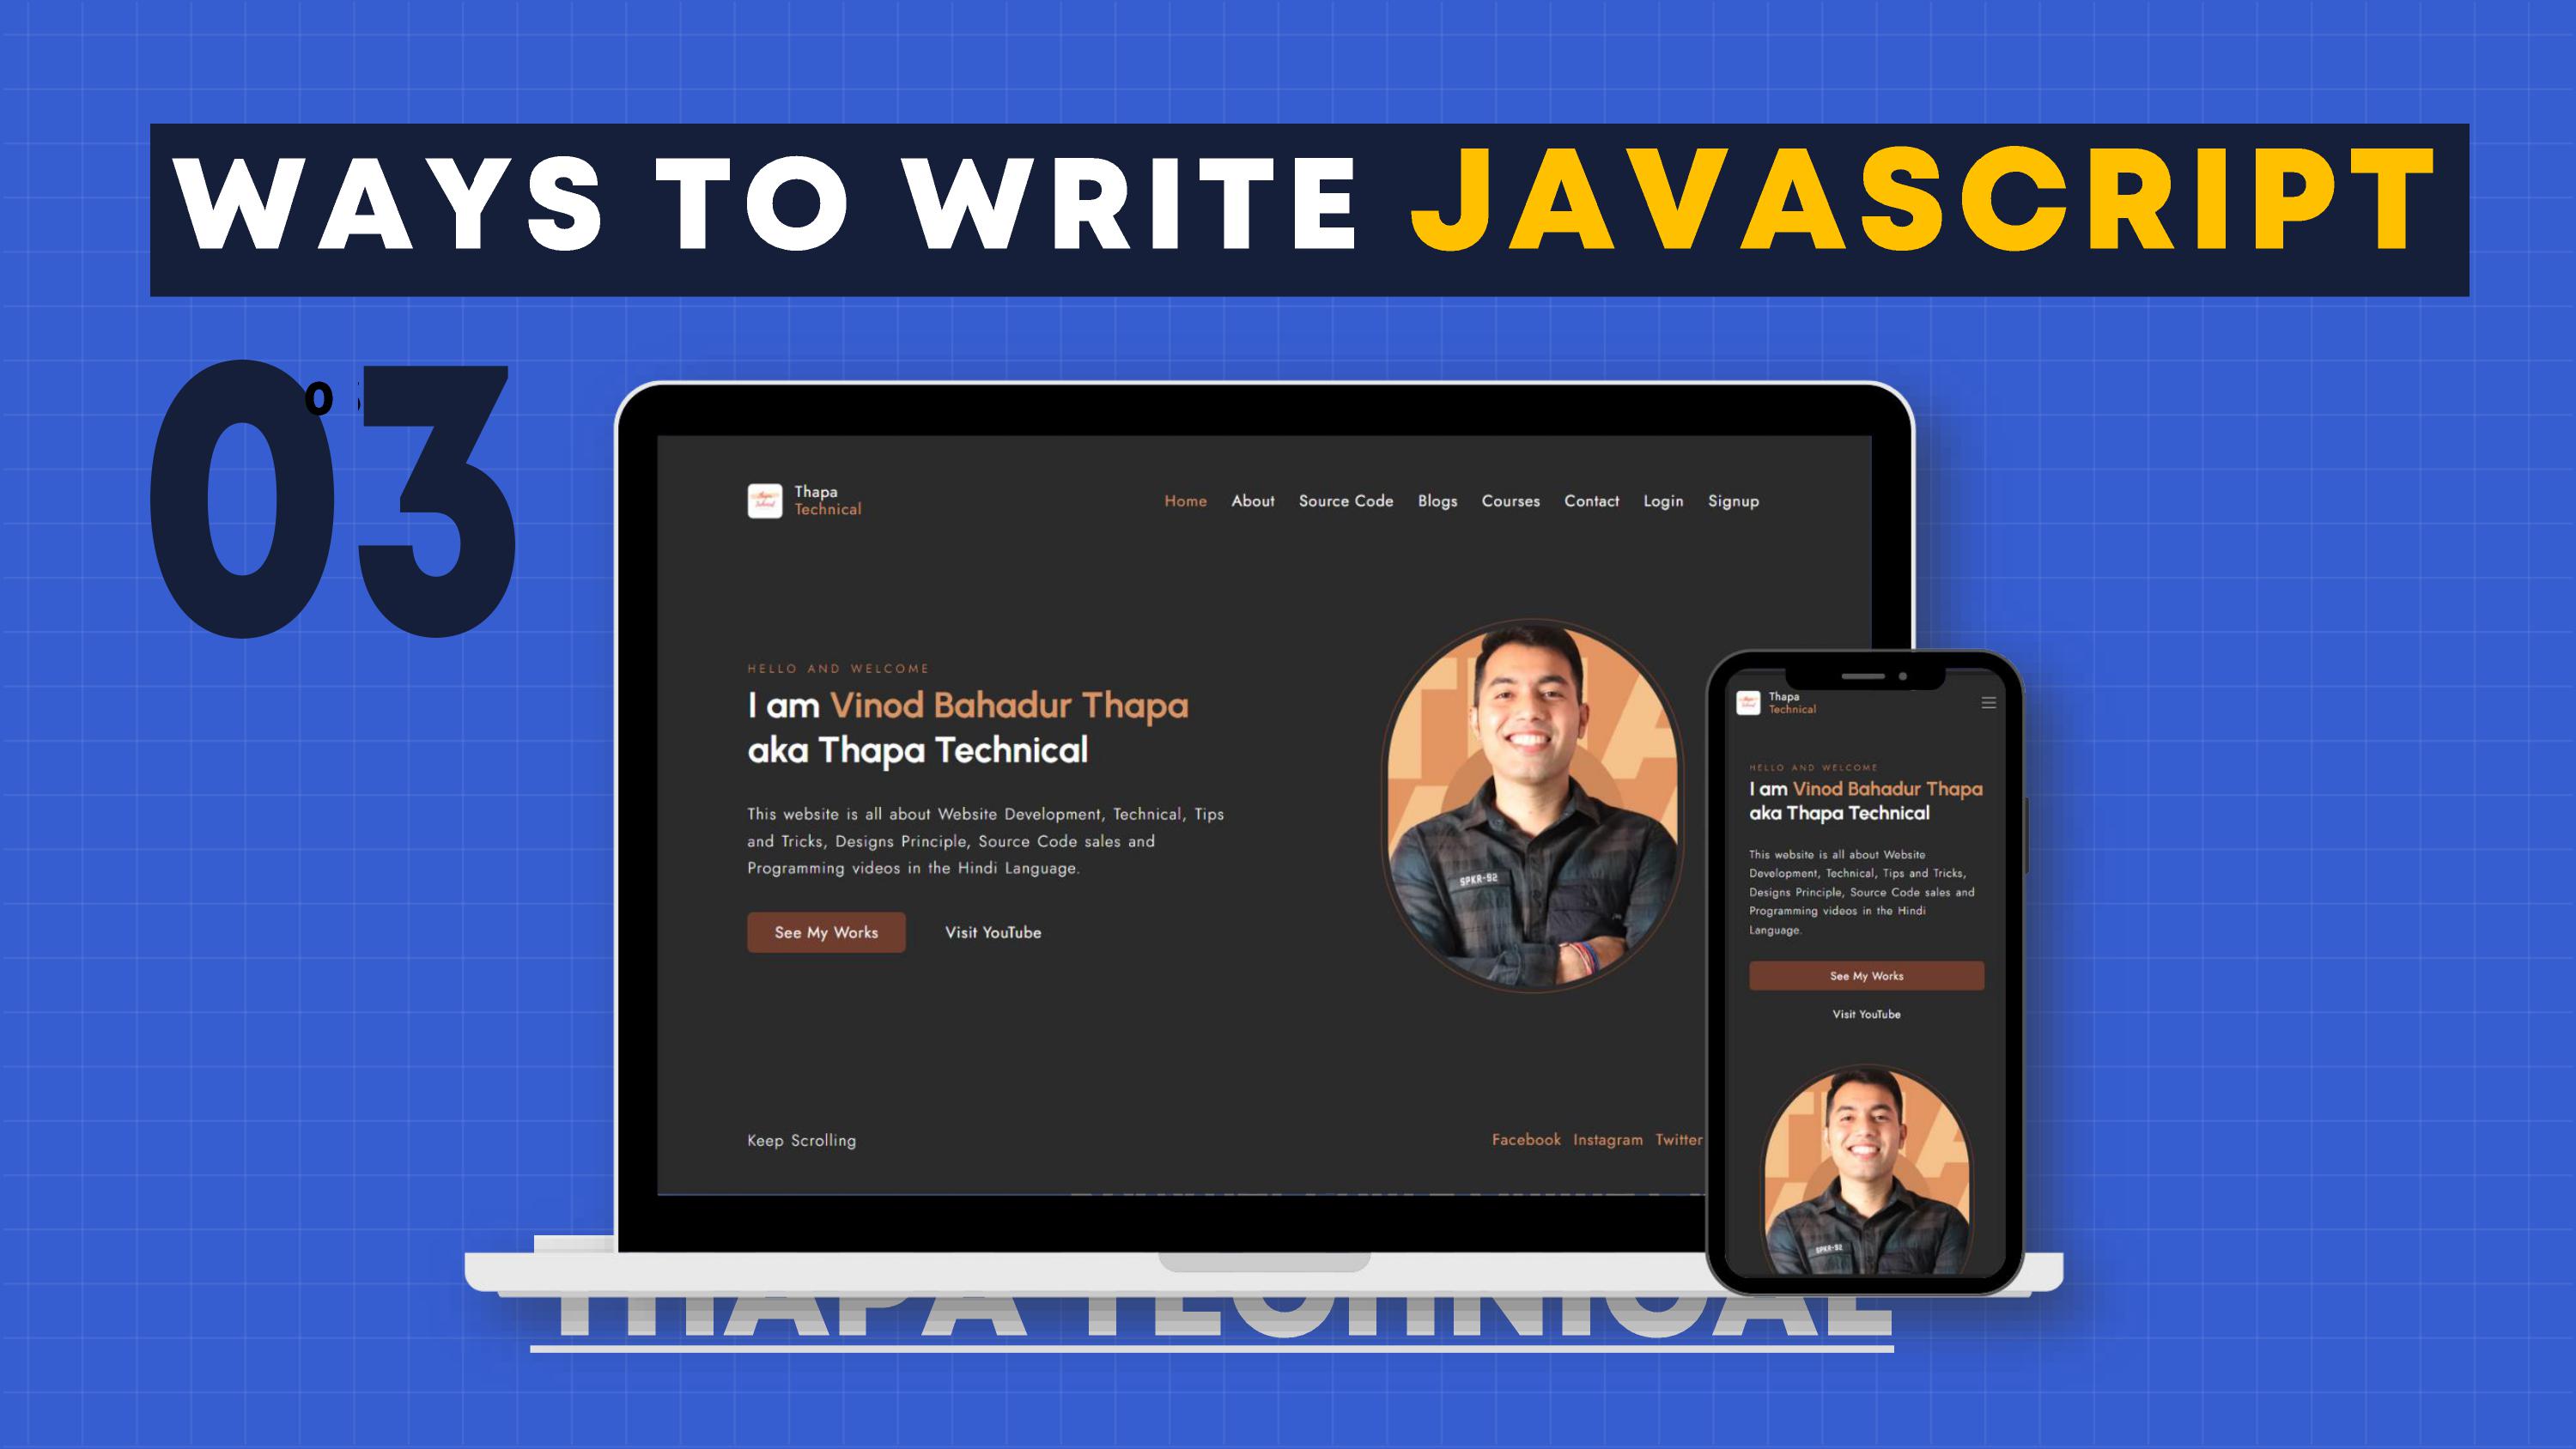 WAYS TO WRITE JAVASCRIPT
03
Thapa
Technical
Home About Source Code Blogs Courses Contact Login Signup
HELLO AND WELCOME
I am Vinod Bahadur Thapa
aka Thapa Technical
This website is all about Website Development, Technical, Tips
and Tricks, Designs Principle, Source Code sales and
Programming videos in the Hindi Language.
See My Works Visit YouTube
SPKR-92
Keep Scrolling
Facebook Instagram Twitter
Thapa
Technical
HELLO AND WELCOME
I am Vinod Bahadur Thapa
aka Thapa Technical
This website is all about Website
Development, Technical, Tips and Tricks,
Designs Principle, Source Code sales and
Programming videos in the Hindi
Language.
See My Works
Visit YouTube
SPKR-92
THAPA TECHNICAL